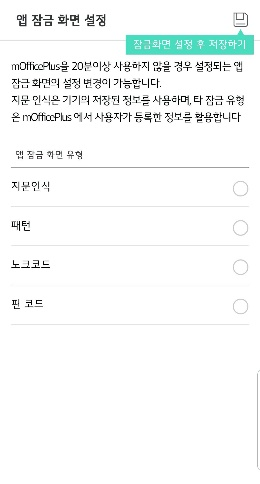 앱 잠금 화면 설정
잠금화면 설정 후 저장하기
mOfficePlus을 20분이상 사용하지 않을 경우 설정되는 앱
잠금 화면의 설정 변경이 가능합니다.
지문 인식은 기기의 저장된 정보를 사용하며, 타 잠금 유형
은 mOfficePlus 에서 사용자가 등록한 정보를 활용합니다
앱 잠금 화면 유형
지문인식
패턴
노크코드
핀 코드